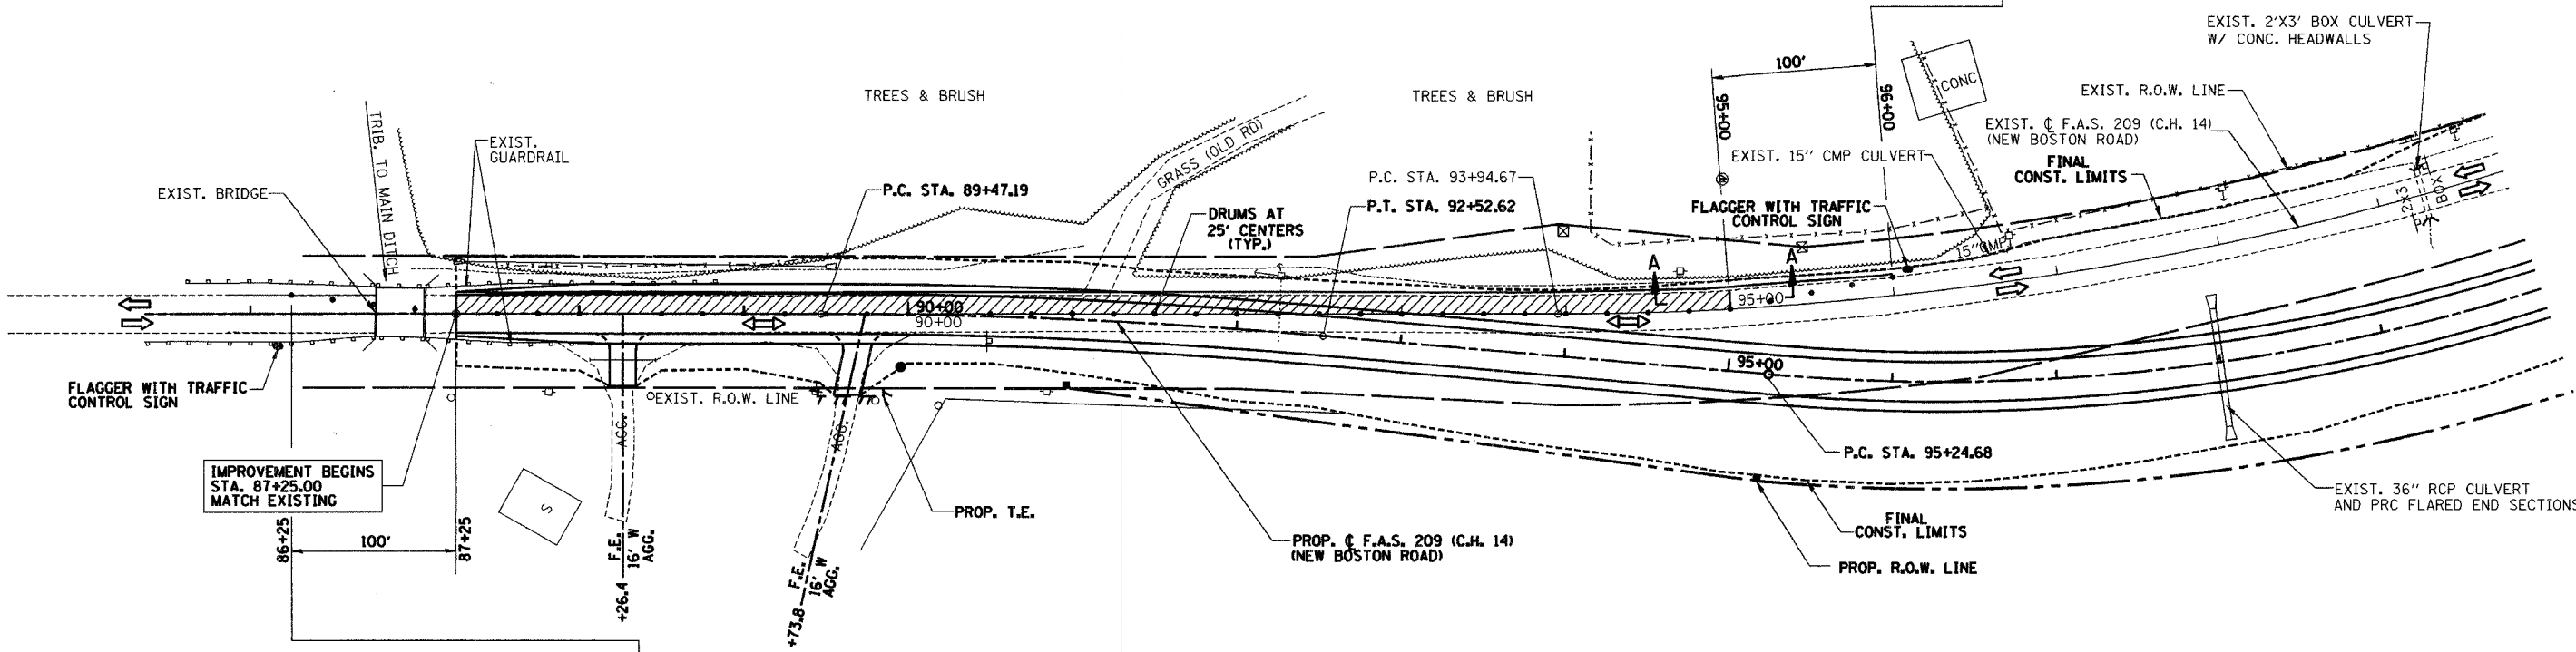 EXIST. 2'X3' BOX CULVERT
W/ CONC. HEADWALLS
100'
CONC
TREES & BRUSH
TREES & BRUSH
95+00
96+00
EXIST. R.O.W. LINE
EXIST. ℄ F.A.S. 209 (C.H. 14)
(NEW BOSTON ROAD)
TRIB. TO MAIN DITCH
EXIST.
GUARDRAIL
GRASS (OLD RD)
EXIST. 15" CMP CULVERT
FINAL
CONST. LIMITS
EXIST. BRIDGE
P.C. STA. 89+47.19
P.C. STA. 93+94.67
P.T. STA. 92+52.62
DRUMS AT
25' CENTERS
(TYP.)
FLAGGER WITH TRAFFIC
CONTROL SIGN
2X3
BOX
15" CMP
A
A
95+00
90+00
90+00
95+00
FLAGGER WITH TRAFFIC
CONTROL SIGN
EXIST. R.O.W. LINE
AGG.
AGG.
P.C. STA. 95+24.68
IMPROVEMENT BEGINS
STA. 87+25.00
MATCH EXISTING
S
PROP. T.E.
EXIST. 36" RCP CULVERT
AND PRC FLARED END SECTIONS
FINAL
CONST. LIMITS
86+25
100'
87+25
PROP. ℄ F.A.S. 209 (C.H. 14)
(NEW BOSTON ROAD)
PROP. R.O.W. LINE
+26.4
F.E.
16' W
AGG.
+73.8
F.E.
16' W
AGG.